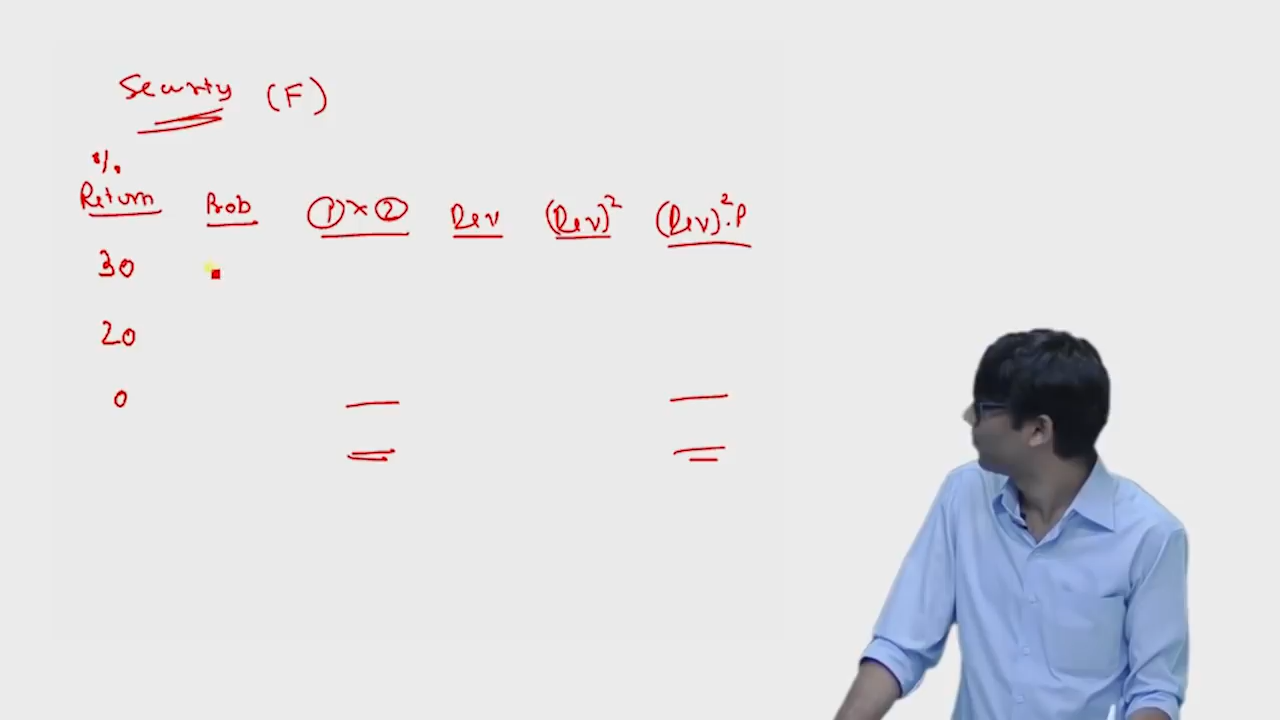 Security (F)
%
Return Prob ① × ② Dev (Dev)² (Dev)².P
30
20
0